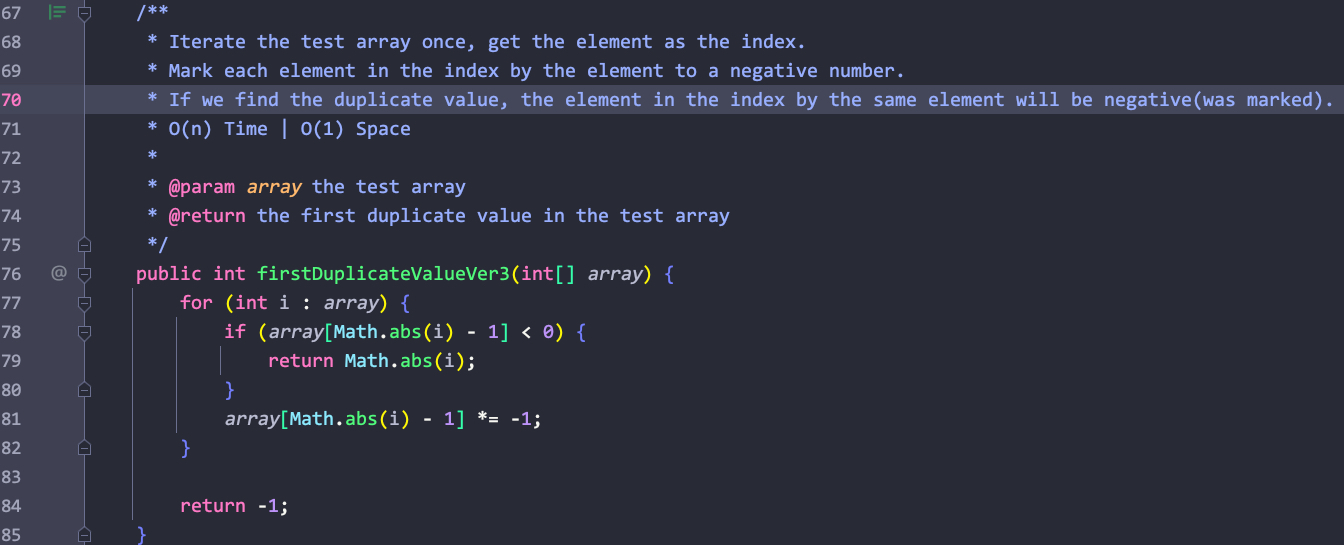 67 /**
68 * Iterate the test array once, get the element as the index.
69 * Mark each element in the index by the element to a negative number.
70 * If we find the duplicate value, the element in the index by the same element will be negative(was marked).
71 * O(n) Time | O(1) Space
72 *
73 * @param array the test array
74 * @return the first duplicate value in the test array
75 */
76 @ public int firstDuplicateValueVer3(int[] array) {
77 for (int i : array) {
78 if (array[Math.abs(i) - 1] < 0) {
79 return Math.abs(i);
80 }
81 array[Math.abs(i) - 1] *= -1;
82 }
83
84 return -1;
85 }